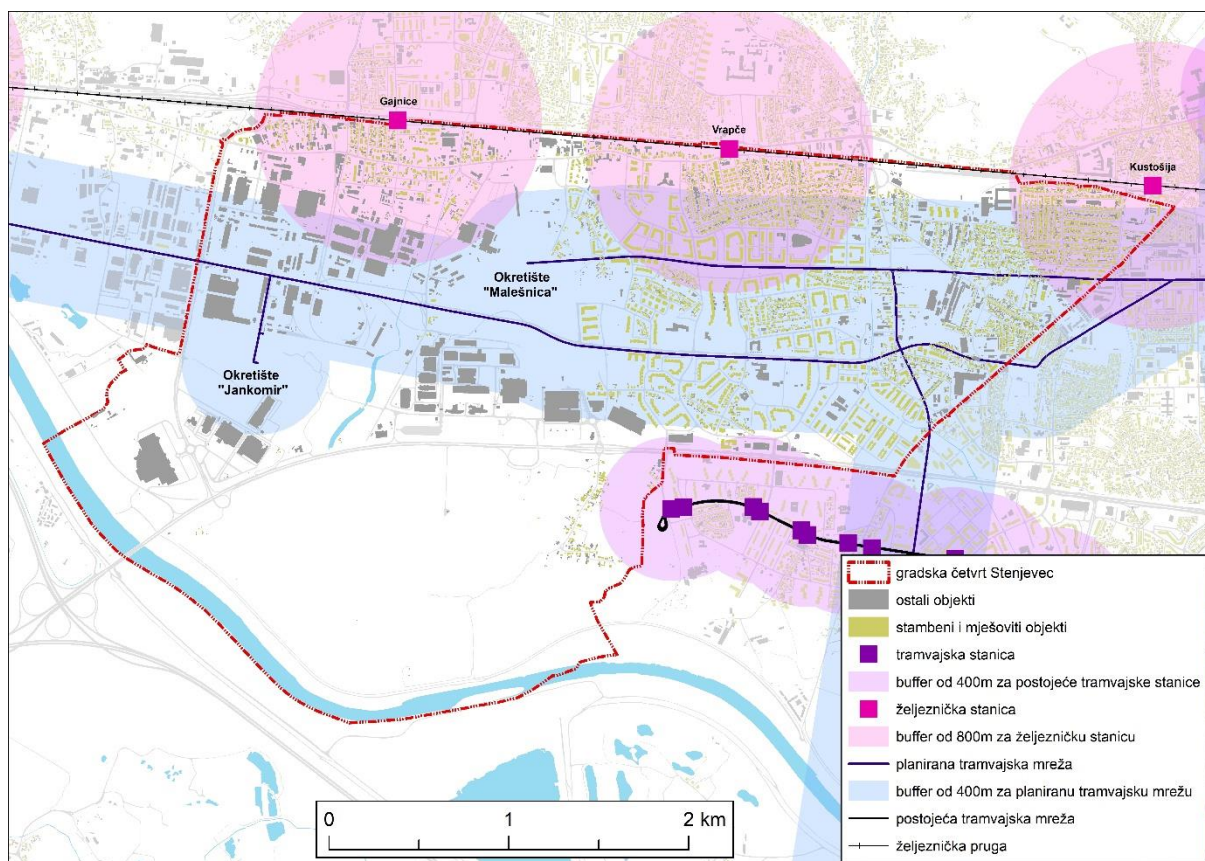 Gajnice
Vrapče
Kustošija
Okretište
"Malešnica"
Okretište
"Jankomir"
gradska četvrt Stenjevec
ostali objekti
stambeni i mješoviti objekti
tramvajska stanica
buffer od 400m za postojeće tramvajske stanice
željeznička stanica
buffer od 800m za željezničku stanicu
planirana tramvajska mreža
buffer od 400m za planiranu tramvajsku mrežu
postojeća tramvajska mreža
željeznička pruga
0 1 2 km